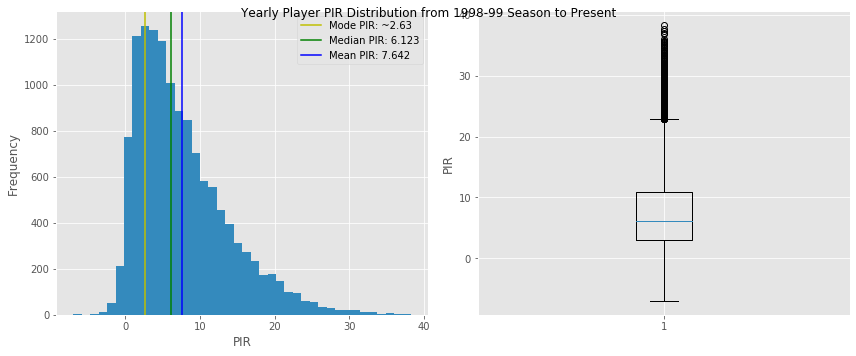 Yearly Player PIR Distribution from 1998-99 Season to Present
Mode PIR: ~2.63
Median PIR: 6.123
Mean PIR: 7.642
Frequency
1200
1000
800
600
400
200
0
0
10
20
30
40
PIR
PIR
40
30
20
10
0
1